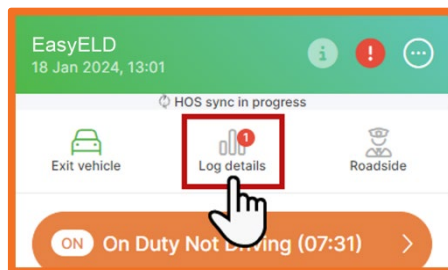 EasyELD
18 Jan 2024, 13:01
i ! ...
HOS sync in progress
1
Exit vehicle Log details Roadside
ON On Duty Not Driving (07:31) >